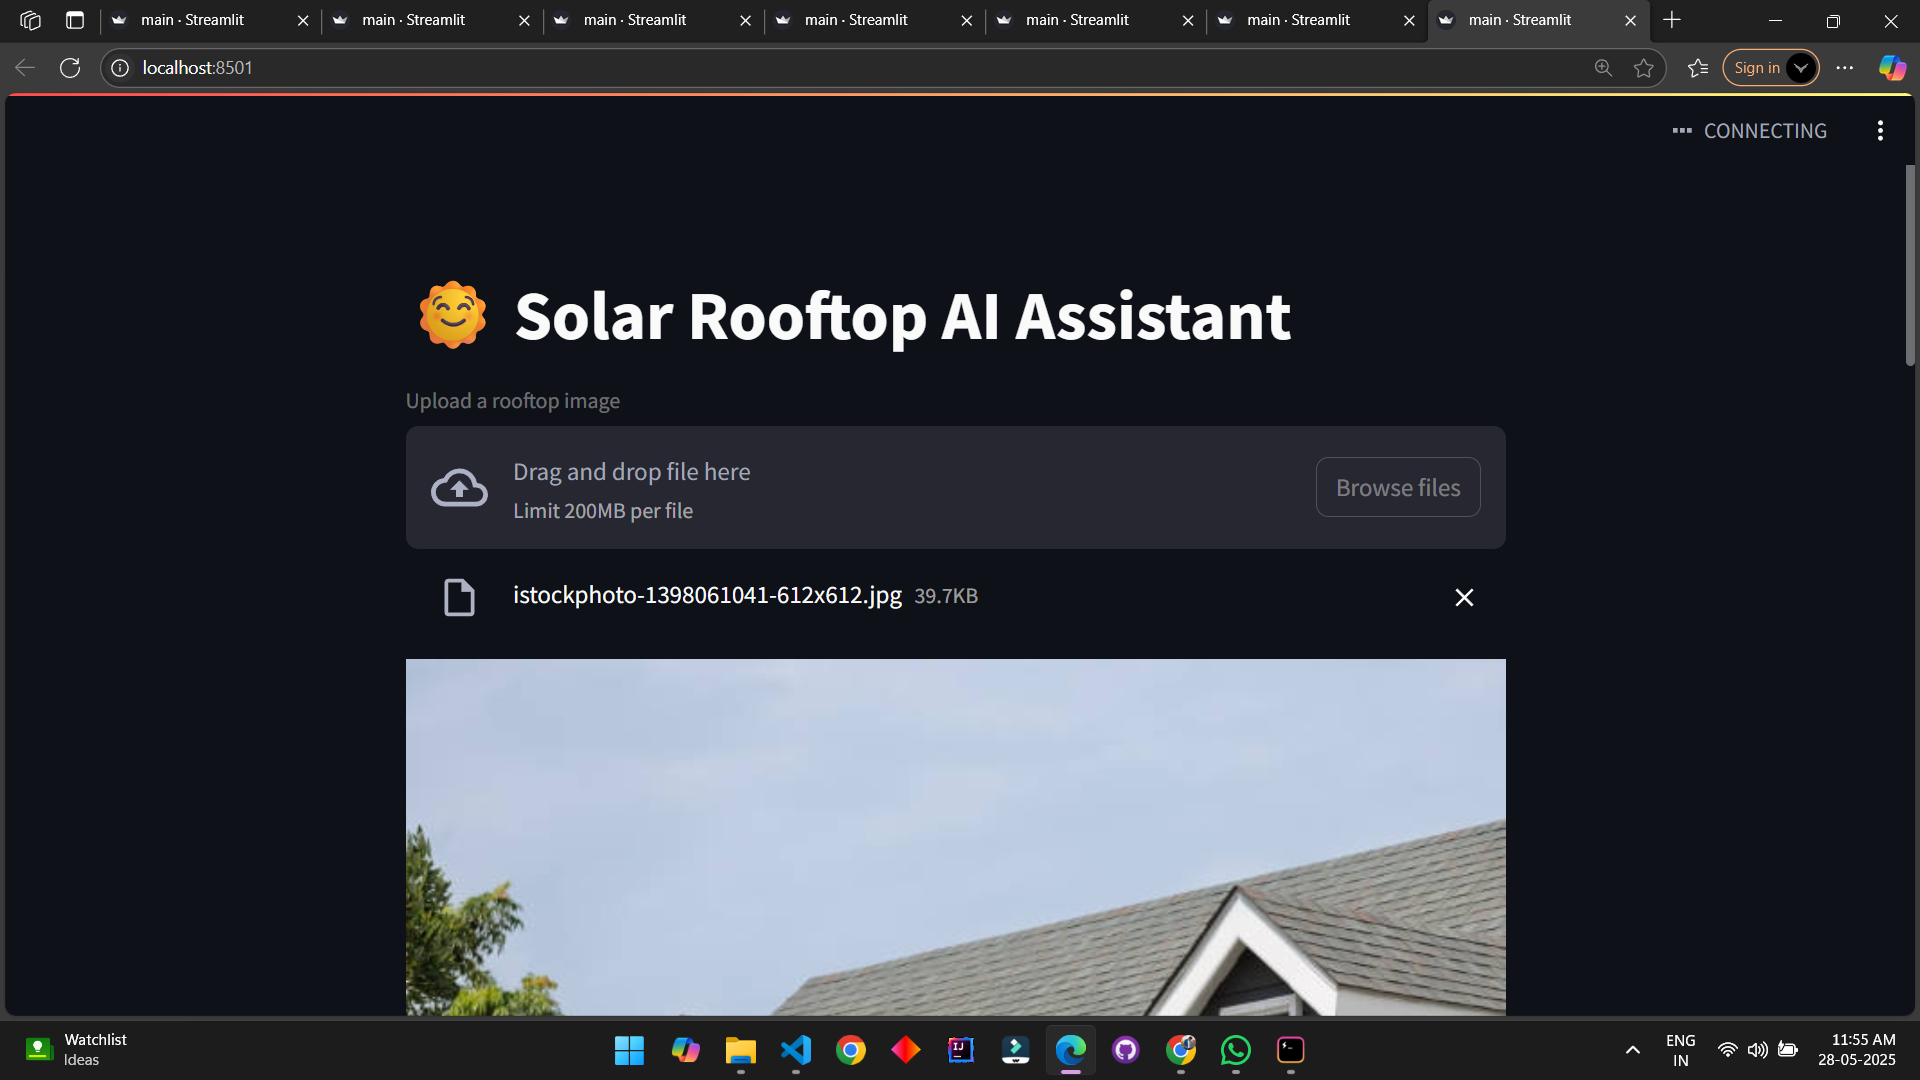 main · Streamlit
main · Streamlit
main · Streamlit
main · Streamlit
main · Streamlit
main · Streamlit
main · Streamlit
localhost:8501
Sign in
CONNECTING
Solar Rooftop AI Assistant
Upload a rooftop image
Drag and drop file here
Limit 200MB per file
Browse files
istockphoto-1398061041-612x612.jpg 39.7KB
Watchlist
Ideas
IJ
ENG
IN
11:55 AM
28-05-2025